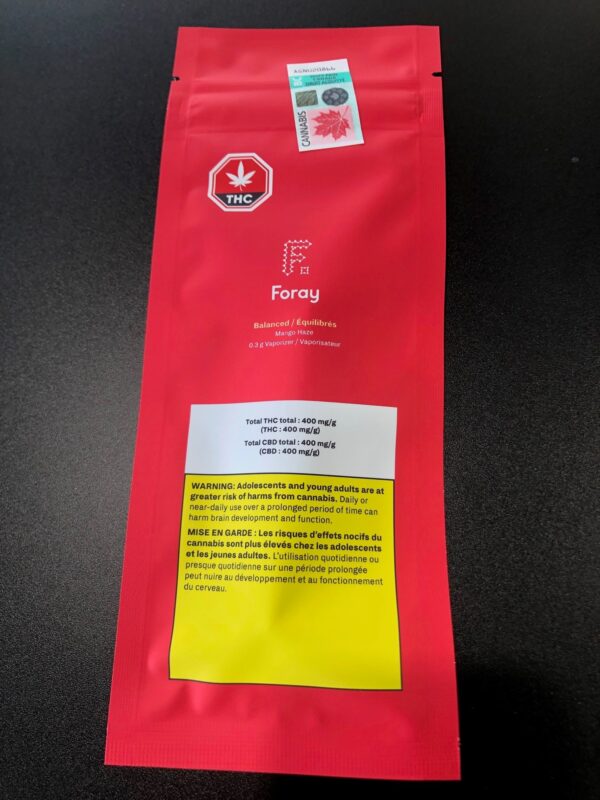 CANNABIS
THC
F.
Foray
Balanced / Équilibrés
Mango Haze
0.3 g Vaporizer / Vaporisateur
Total THC total : 400 mg/g
(THC : 400 mg/g)
Total CBD total : 400 mg/g
(CBD : 400 mg/g)
WARNING: Adolescents and young adults are at
greater risk of harms from cannabis. Daily or
near-daily use over a prolonged period of time can
harm brain development and function.
MISE EN GARDE : Les risques d'effets nocifs du
cannabis sont plus élevés chez les adolescents
et les jeunes adultes. L'utilisation quotidienne ou
presque quotidienne sur une période prolongée
peut nuire au développement et au fonctionnement
du cerveau.